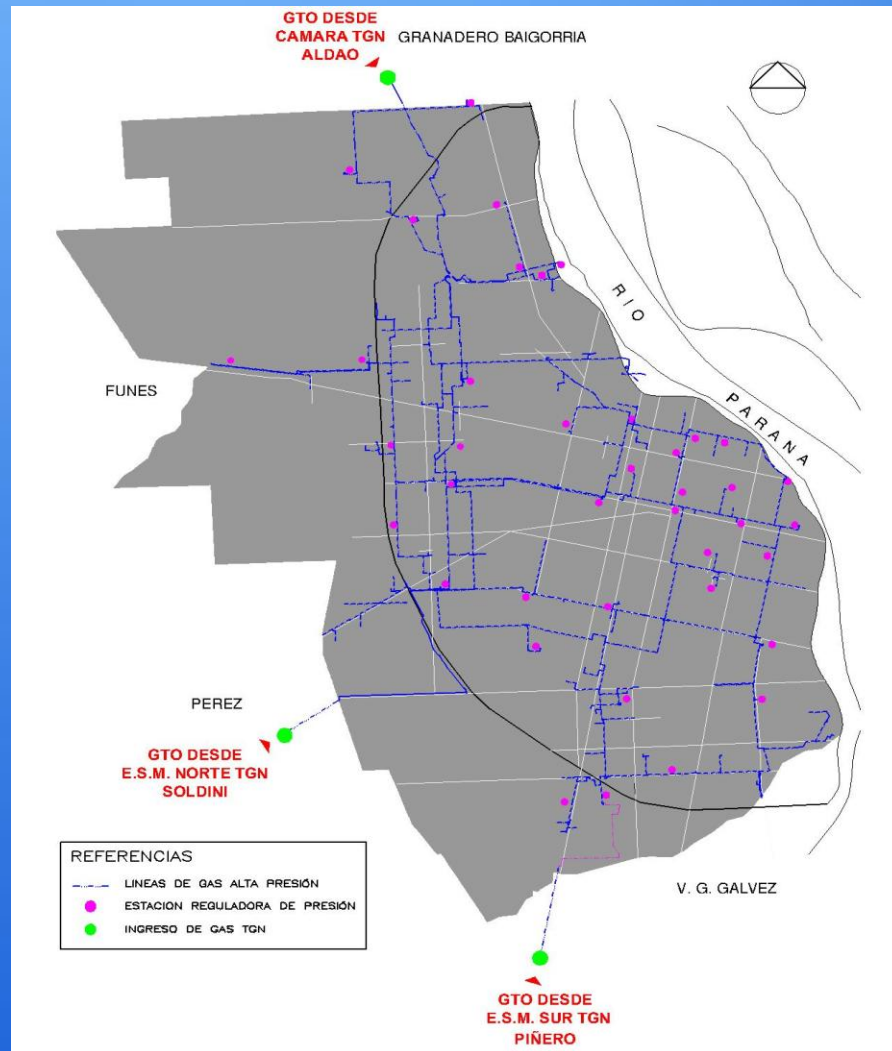 GTO DESDE
CAMARA TGN
ALDAO
GRANADERO BAIGORRIA
RIO
PARANA
FUNES
PEREZ
GTO DESDE
E.S.M. NORTE TGN
SOLDINI
REFERENCIAS
LINEAS DE GAS ALTA PRESIÓN
ESTACION REGULADORA DE PRESIÓN
INGRESO DE GAS TGN
V. G. GALVEZ
GTO DESDE
E.S.M. SUR TGN
PIÑERO